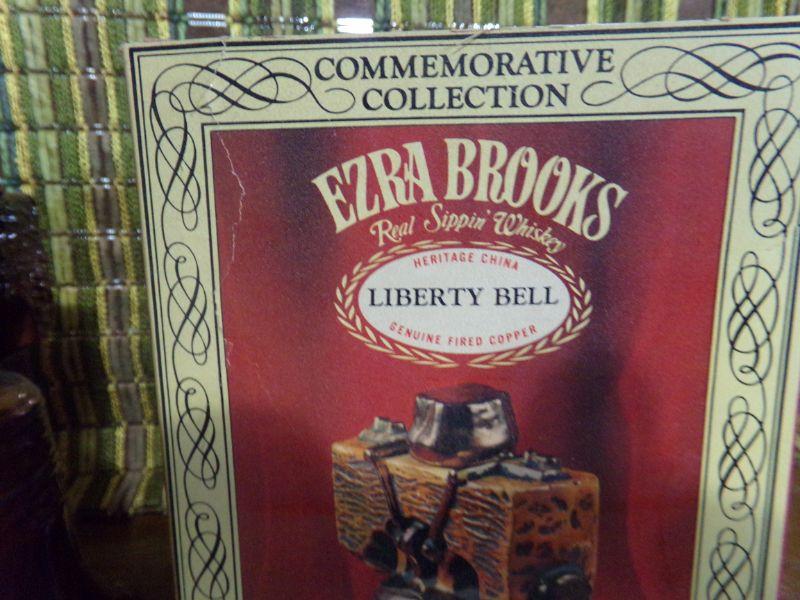 COMMEMORATIVE
COLLECTION
EZRA BROOKS
Real Sippin' Whiskey
HERITAGE CHINA
LIBERTY BELL
GENUINE FIRED COPPER